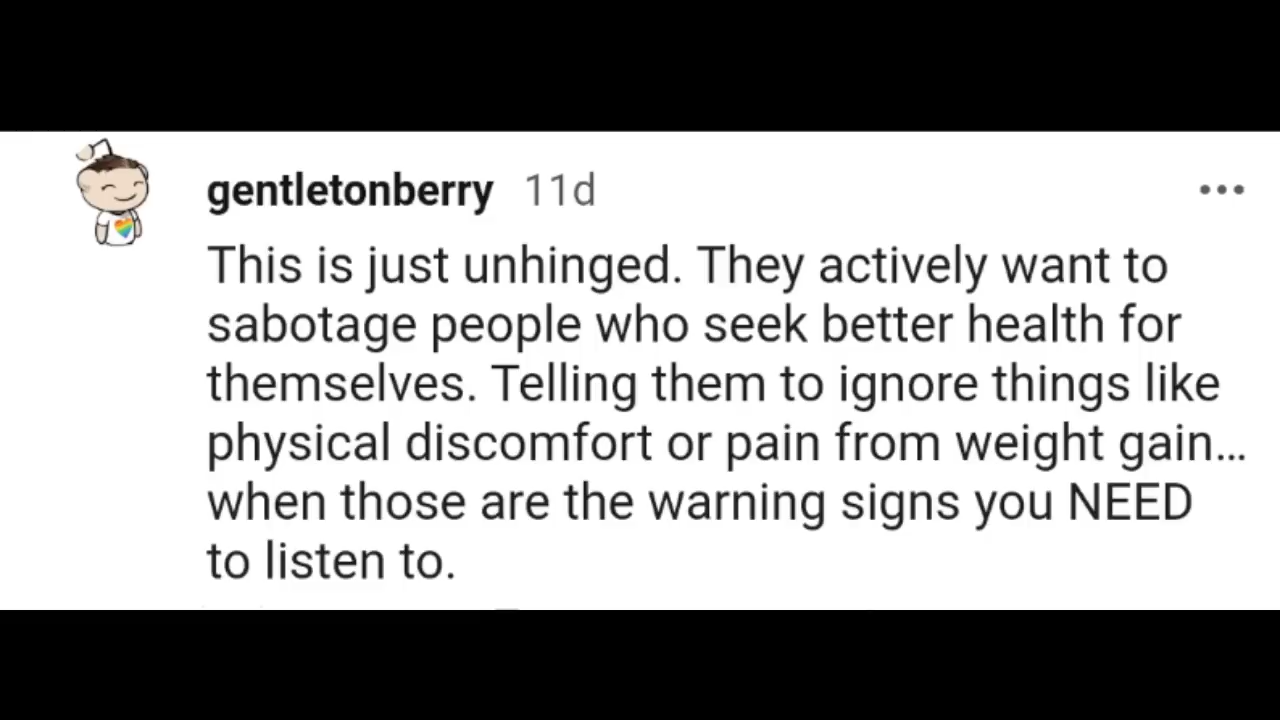 gentletonberry 11d
This is just unhinged. They actively want to
sabotage people who seek better health for
themselves. Telling them to ignore things like
physical discomfort or pain from weight gain...
when those are the warning signs you NEED
to listen to.